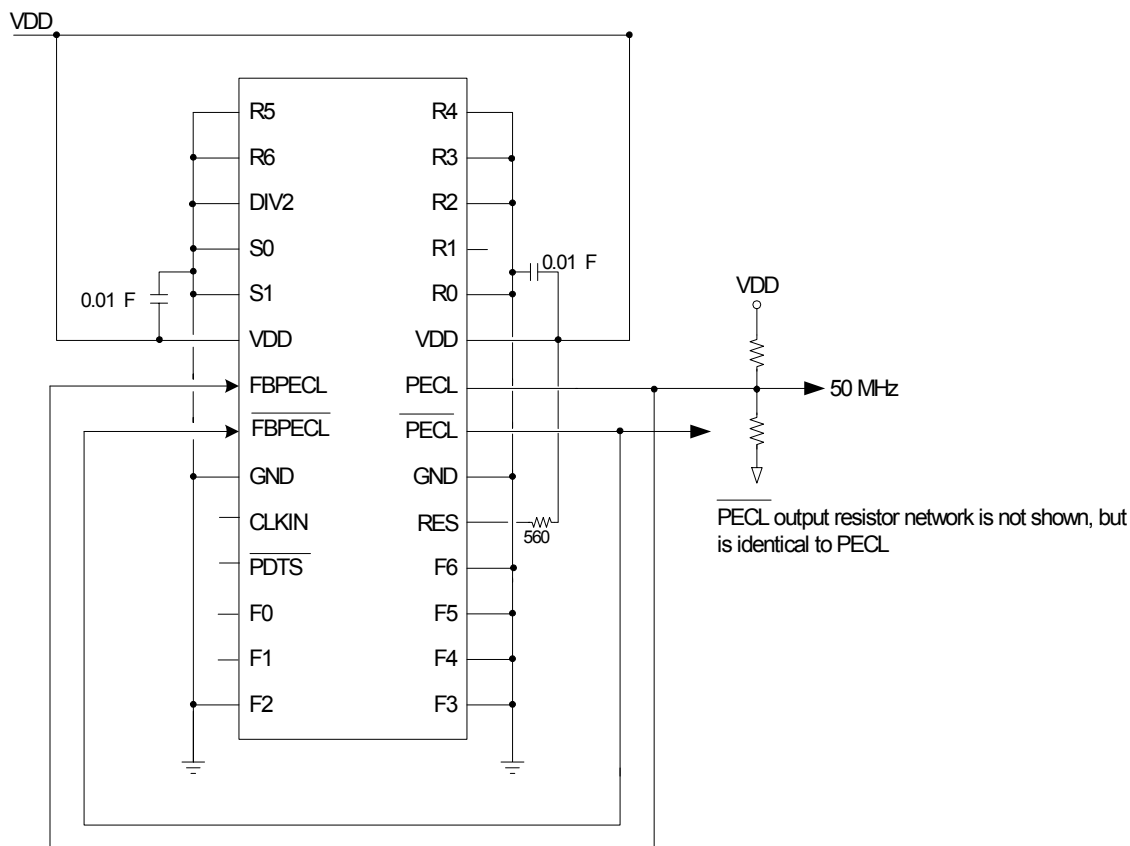 VDD
R5
R4
R6
R3
DIV2
R2
S0
R1
0.01 F
S1
R0
0.01 F
VDD
VDD
VDD
FBPECL
PECL
50 MHz
FBPECL
PECL
GND
GND
CLKIN
RES
560
PECL output resistor network is not shown, but
is identical to PECL
PDTS
F6
F0
F5
F1
F4
F2
F3